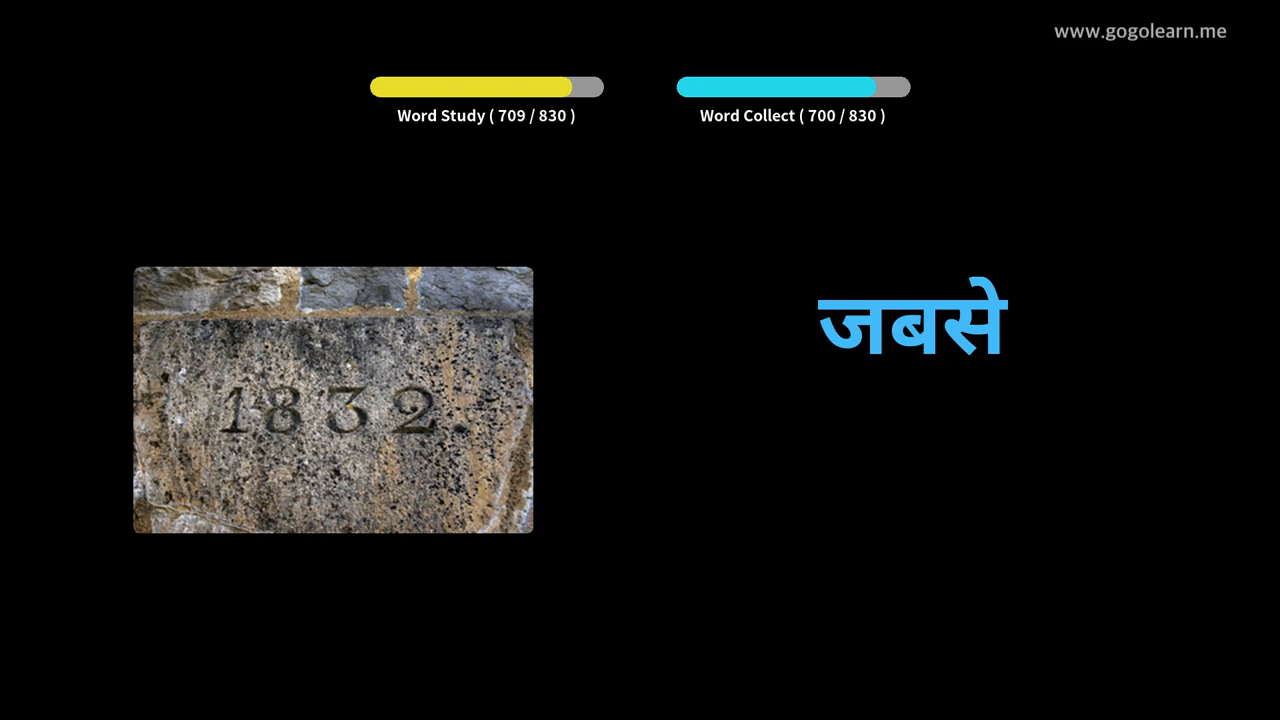 www.gogolearn.me
Word Study ( 709 / 830 )
Word Collect ( 700 / 830 )
जबसे
1832.